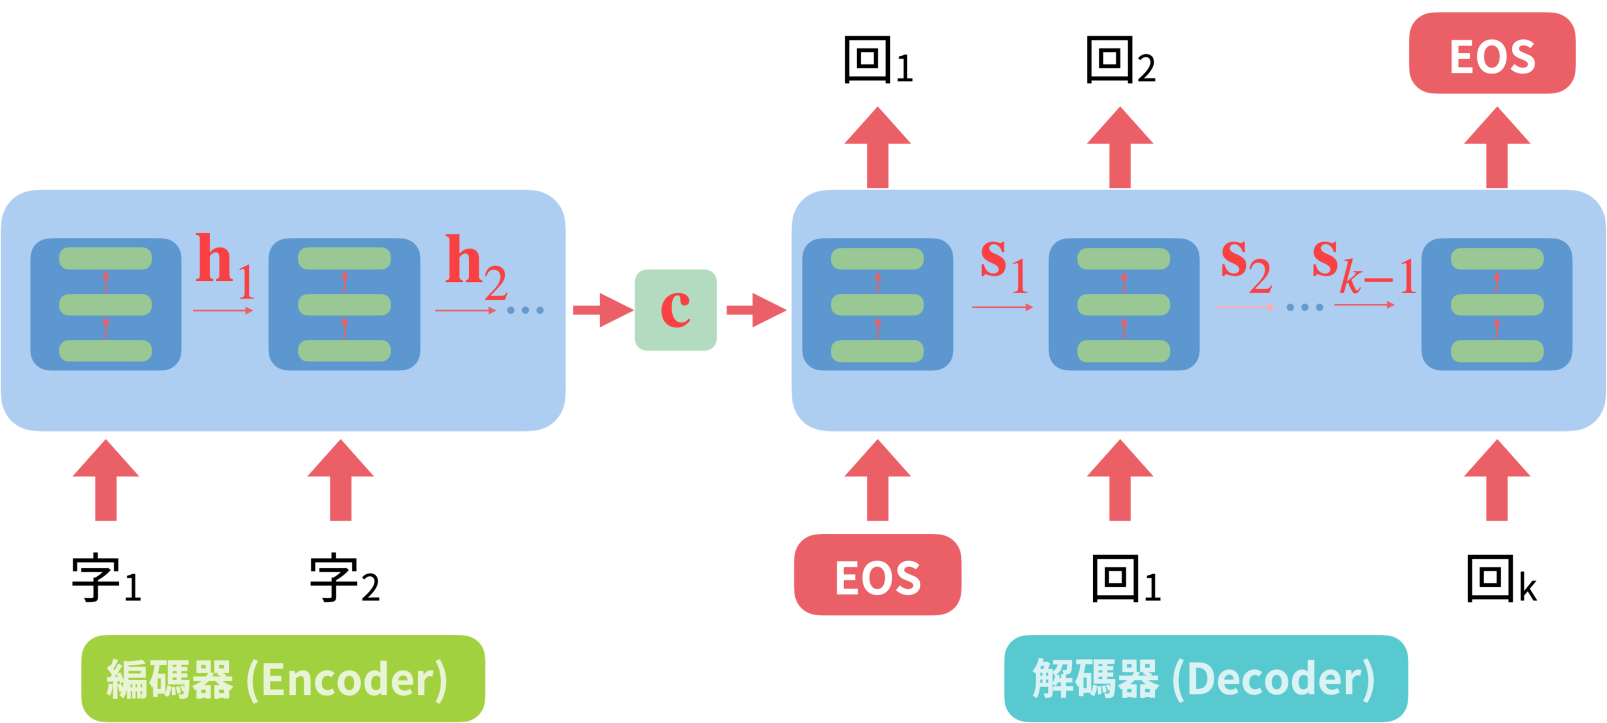 回₁
回₂
EOS
h₁
h₂
...
c
s₁
s₂
...
sₖ₋₁
字₁
字₂
EOS
回₁
回ₖ
編碼器 (Encoder)
解碼器 (Decoder)